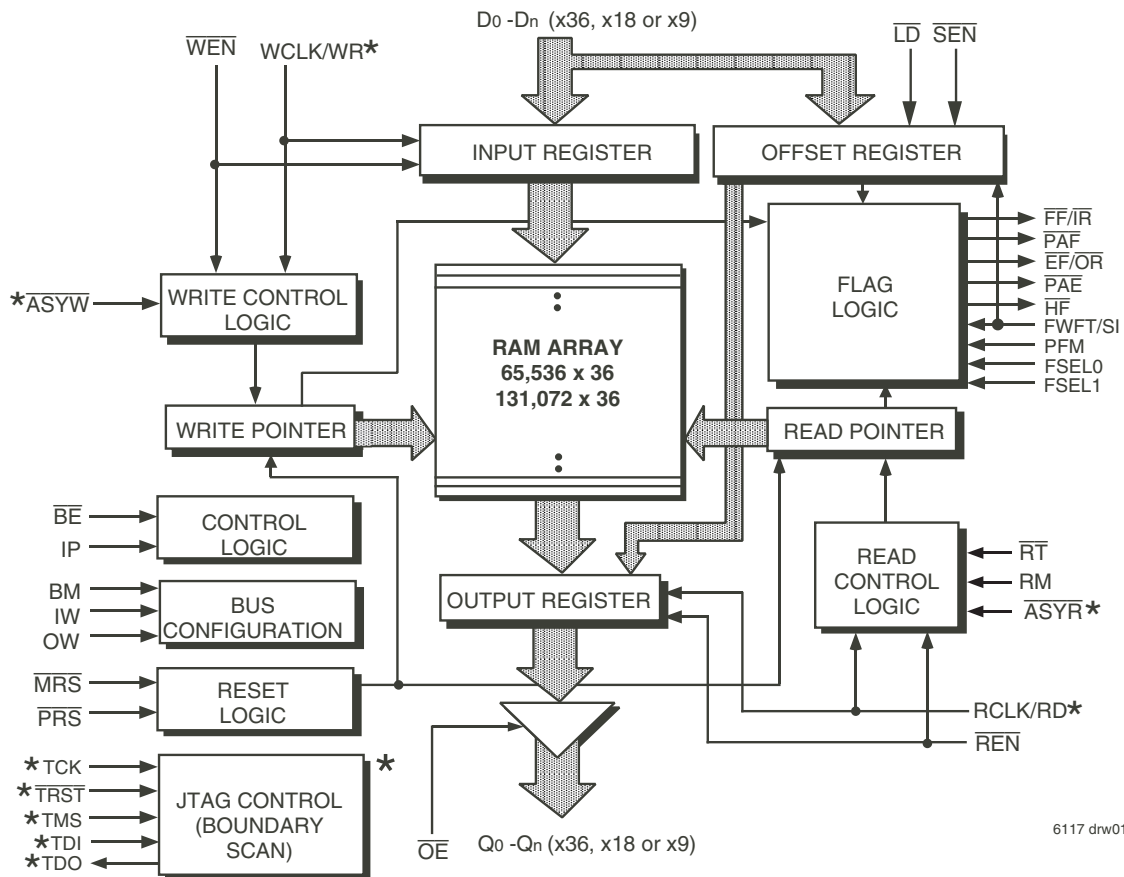 D0 -Dn (x36, x18 or x9)
WEN
WCLK/WR*
LD
SEN
INPUT REGISTER
OFFSET REGISTER
*ASYW
WRITE CONTROL
LOGIC
FLAG
LOGIC
FF/IR
PAF
EF/OR
PAE
HF
FWFT/SI
PFM
FSEL0
FSEL1
RAM ARRAY
65,536 x 36
131,072 x 36
WRITE POINTER
READ POINTER
BE
IP
CONTROL
LOGIC
READ
CONTROL
LOGIC
RT
RM
ASYR*
BM
IW
OW
BUS
CONFIGURATION
OUTPUT REGISTER
MRS
PRS
RESET
LOGIC
RCLK/RD*
REN
*TCK
*TRST
*TMS
*TDI
*TDO
JTAG CONTROL
(BOUNDARY
SCAN)
*
OE
Q0 -Qn (x36, x18 or x9)
6117 drw01